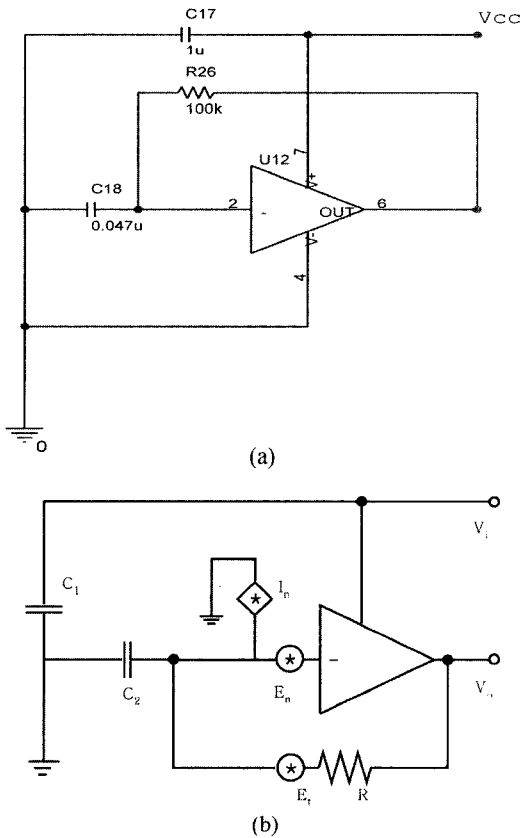 C17
1u
Vcc
R26
100k
U12
7
V+
C18
0.047u
2
-
OUT
6
V-
4
0
(a)
C1
Vi
In
*
C2
*
En
-
*
Et
R
(b)